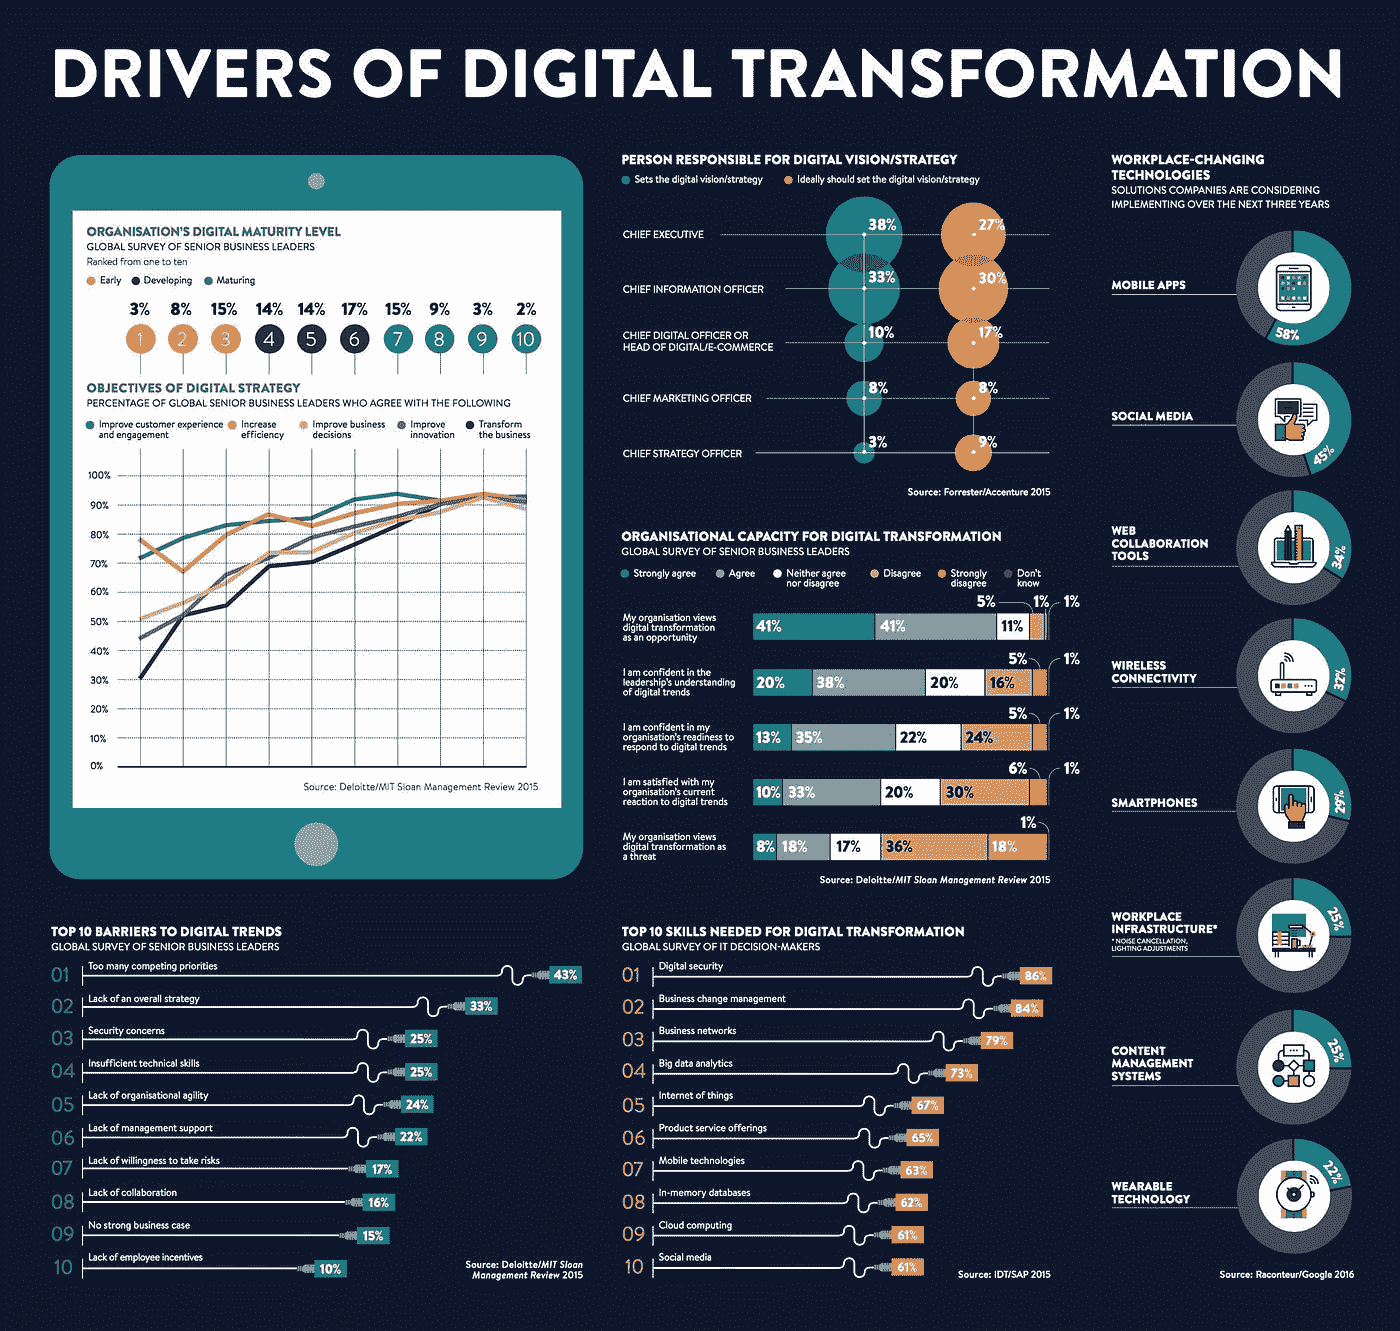 DRIVERS OF DIGITAL TRANSFORMATION
ORGANISATION'S DIGITAL MATURITY LEVEL
GLOBAL SURVEY OF SENIOR BUSINESS LEADERS
Ranked from one to ten
Early Developing Maturing
3% 8% 15% 14% 14% 17% 15% 9% 3% 2%
1 2 3 4 5 6 7 8 9 10
OBJECTIVES OF DIGITAL STRATEGY
PERCENTAGE OF GLOBAL SENIOR BUSINESS LEADERS WHO AGREE WITH THE FOLLOWING
Improve customer experience
and engagement
Increase
efficiency
Improve business
decisions
Improve
innovation
Transform
the business
100%
90%
80%
70%
60%
50%
40%
30%
20%
10%
0%
Source: Deloitte/MIT Sloan Management Review 2015
PERSON RESPONSIBLE FOR DIGITAL VISION/STRATEGY
Sets the digital vision/strategy Ideally should set the digital vision/strategy
CHIEF EXECUTIVE 38% 27%
CHIEF INFORMATION OFFICER 33% 30%
CHIEF DIGITAL OFFICER OR
HEAD OF DIGITAL/E-COMMERCE
10% 17%
CHIEF MARKETING OFFICER 8% 8%
CHIEF STRATEGY OFFICER 3% 9%
Source: Forrester/Accenture 2015
ORGANISATIONAL CAPACITY FOR DIGITAL TRANSFORMATION
GLOBAL SURVEY OF SENIOR BUSINESS LEADERS
Strongly agree
Agree
Neither agree
nor disagree
Disagree
Strongly
disagree
Don't
know
My organisation views
digital transformation
as an opportunity
41% 41% 11% 5% 1% 1%
I am confident in the
leadership's understanding
of digital trends
20% 38% 20% 16% 5% 1%
I am confident in my
organisation's readiness to
respond to digital trends
13% 35% 22% 24% 5% 1%
I am satisfied with my
organisation's current
reaction to digital trends
10% 33% 20% 30% 6% 1%
My organisation views
digital transformation as
a threat
8% 18% 17% 36% 18% 1%
Source: Deloitte/MIT Sloan Management Review 2015
WORKPLACE-CHANGING
TECHNOLOGIES
SOLUTIONS COMPANIES ARE CONSIDERING
IMPLEMENTING OVER THE NEXT THREE YEARS
MOBILE APPS
58%
SOCIAL MEDIA
45%
WEB
COLLABORATION
TOOLS
34%
WIRELESS
CONNECTIVITY
32%
SMARTPHONES
29%
WORKPLACE
INFRASTRUCTURE*
* NOISE CANCELLATION,
LIGHTING ADJUSTMENTS
25%
CONTENT
MANAGEMENT
SYSTEMS
25%
WEARABLE
TECHNOLOGY
22%
Source: Raconteur/Google 2016
TOP 10 BARRIERS TO DIGITAL TRENDS
GLOBAL SURVEY OF SENIOR BUSINESS LEADERS
01 Too many competing priorities 43%
02 Lack of an overall strategy 33%
03 Security concerns 25%
04 Insufficient technical skills 25%
05 Lack of organisational agility 24%
06 Lack of management support 22%
07 Lack of willingness to take risks 17%
08 Lack of collaboration 16%
09 No strong business case 15%
10 Lack of employee incentives 10%
Source: Deloitte/MIT Sloan
Management Review 2015
TOP 10 SKILLS NEEDED FOR DIGITAL TRANSFORMATION
GLOBAL SURVEY OF IT DECISION-MAKERS
01 Digital security 86%
02 Business change management 84%
03 Business networks 79%
04 Big data analytics 73%
05 Internet of things 67%
06 Product service offerings 65%
07 Mobile technologies 63%
08 In-memory databases 62%
09 Cloud computing 61%
10 Social media 61%
Source: IDT/SAP 2015